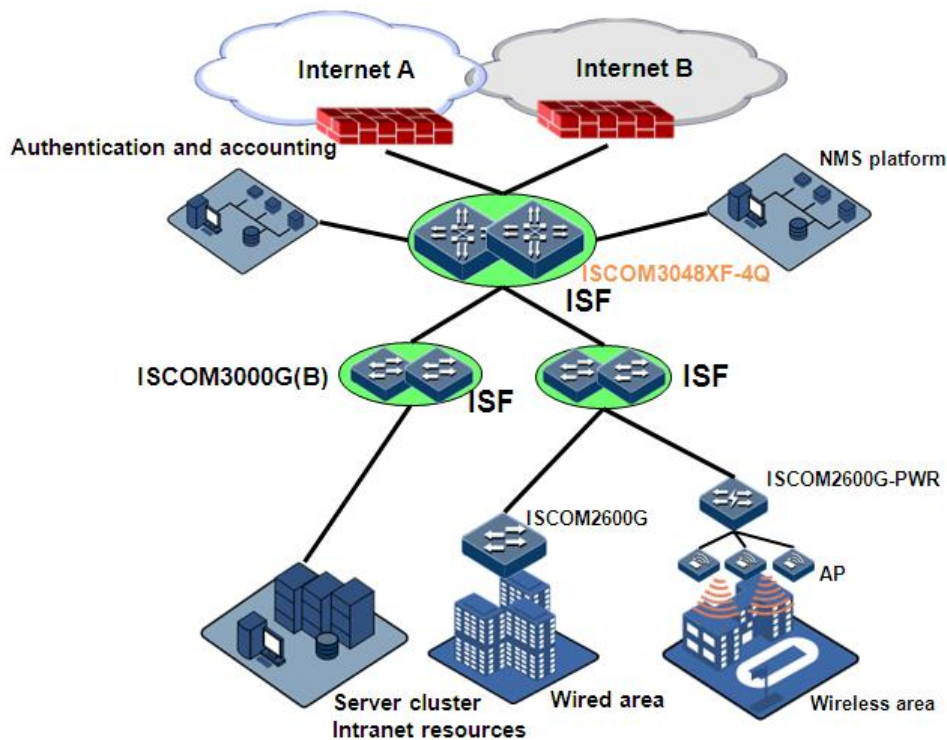 Internet A
Internet B
Authentication and accounting
NMS platform
ISCOM3048XF-4Q
ISF
ISCOM3000G(B)
ISF
ISF
ISCOM2600G-PWR
ISCOM2600G
AP
Server cluster
Intranet resources
Wired area
Wireless area